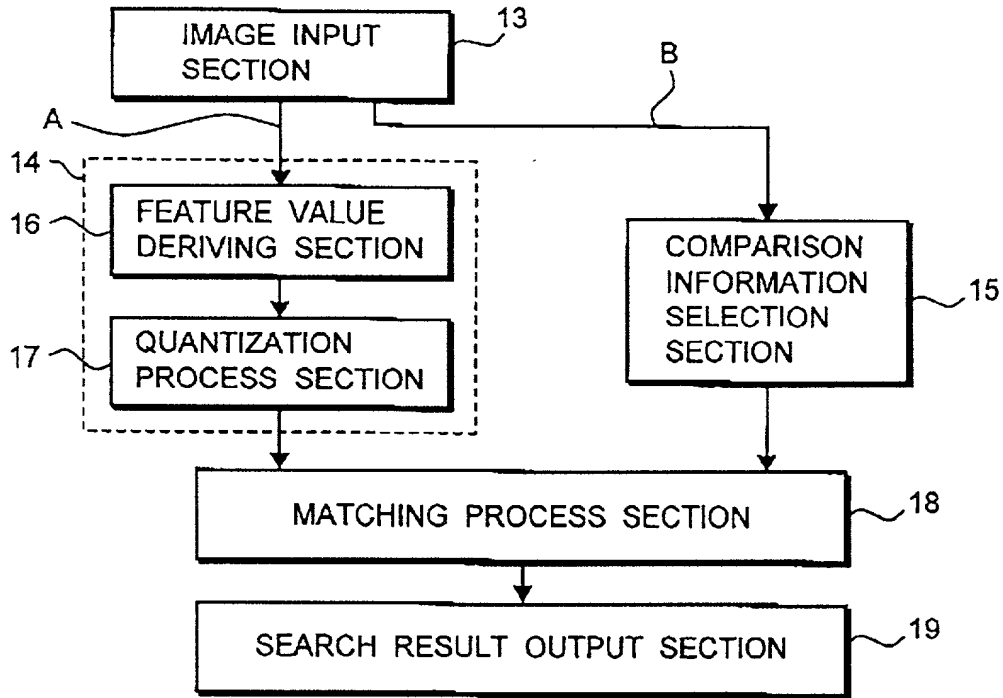 IMAGE INPUT
SECTION
13
A
B
14
16
FEATURE VALUE
DERIVING SECTION
COMPARISON
INFORMATION
SELECTION
SECTION
15
17
QUANTIZATION
PROCESS SECTION
MATCHING PROCESS SECTION
18
SEARCH RESULT OUTPUT SECTION
19